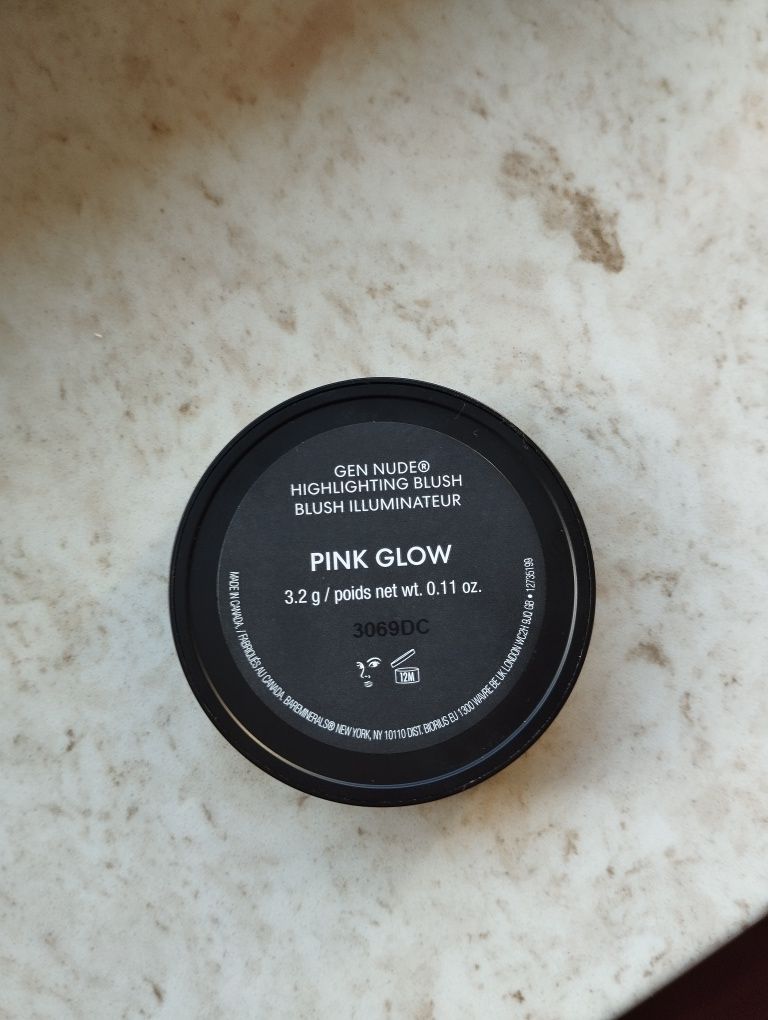 GEN NUDE®
HIGHLIGHTING BLUSH
BLUSH ILLUMINATEUR
PINK GLOW
3.2 g / poids net wt. 0.11 oz.
3069DC
12M
MADE IN CANADA. / FABRIQUÉS AU CANADA. BAREMINERALS® NEW YORK, NY 10110 DIST. BIORIUS EU 1300 WAVRE BE UK LONDON WC2H 9JQ GB • 12735199